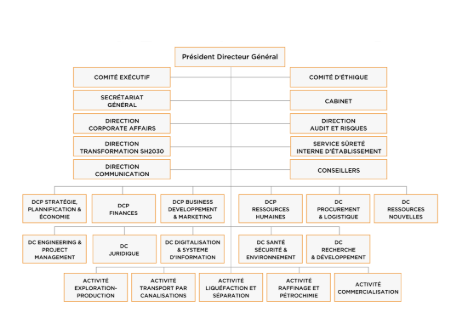 Président Directeur Général
COMITÉ EXÉCUTIF
COMITÉ D'ÉTHIQUE
SECRÉTARIAT
GÉNÉRAL
CABINET
DIRECTION
CORPORATE AFFAIRS
DIRECTION
AUDIT ET RISQUES
DIRECTION
TRANSFORMATION SH2030
SERVICE SÛRETÉ
INTERNE D'ÉTABLISSEMENT
DIRECTION
COMMUNICATION
CONSEILLERS
DCP STRATÉGIE,
PLANNIFICATION &
ÉCONOMIE
DCP
FINANCES
DCP BUSINESS
DEVELOPPEMENT
& MARKETING
DCP
RESSOURCES
HUMAINES
DC
PROCUREMENT
& LOGISTIQUE
DC
RESSOURCES
NOUVELLES
DC ENGINEERING &
PROJECT
MANAGEMENT
DC
JURIDIQUE
DC DIGITALISATION
& SYSTEME
D'INFORMATION
DC SANTÉ
SÉCURITÉ &
ENVIRONNEMENT
DC
RECHERCHE
& DÉVELOPPEMENT
ACTIVITÉ
EXPLORATION-
PRODUCTION
ACTIVITÉ
TRANSPORT PAR
CANALISATIONS
ACTIVITÉ
LIQUÉFACTION ET
SÉPARATION
ACTIVITÉ
RAFFINAGE ET
PÉTROCHIMIE
ACTIVITÉ
COMMERCIALISATION